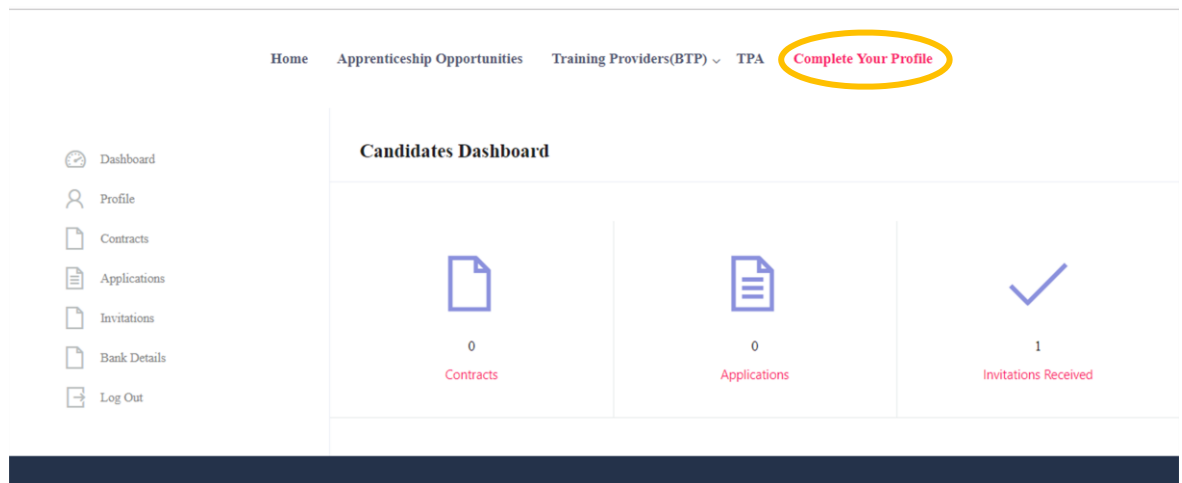 Home Apprenticeship Opportunities Training Providers(BTP) TPA Complete Your Profile
Dashboard
Profile
Contracts
Applications
Invitations
Bank Details
Log Out
Candidates Dashboard
0
Contracts
0
Applications
1
Invitations Received